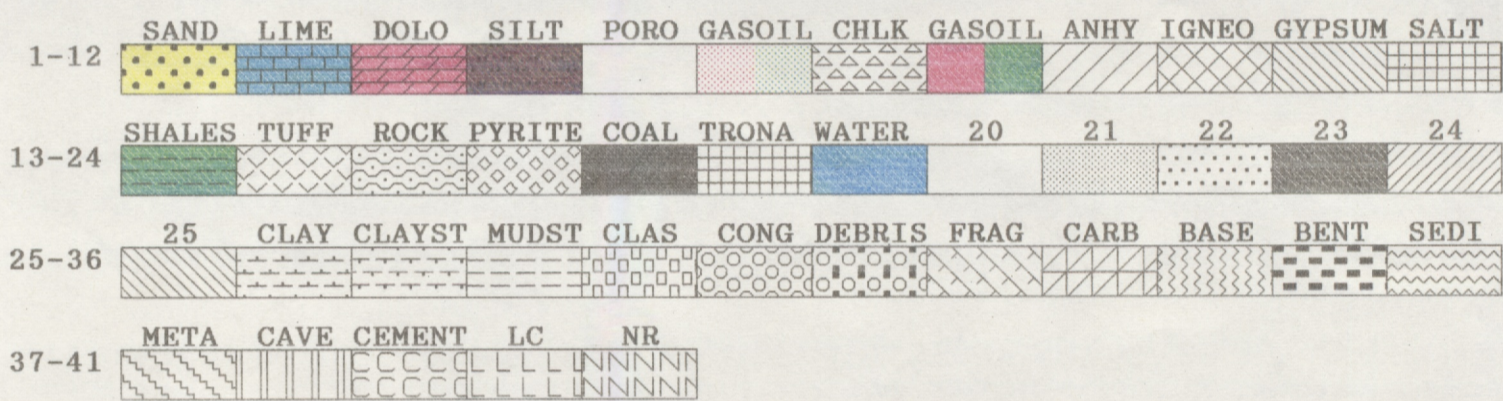 SAND LIME DOLO SILT PORO GASOIL CHLK GASOIL ANHY IGNEO GYPSUM SALT
1-12
SHALES TUFF ROCK PYRITE COAL TRONA WATER 20 21 22 23 24
13-24
25 CLAY CLAYST MUDST CLAS CONG DEBRIS FRAG CARB BASE BENT SEDI
25-36
META CAVE CEMENT LC NR
37-41